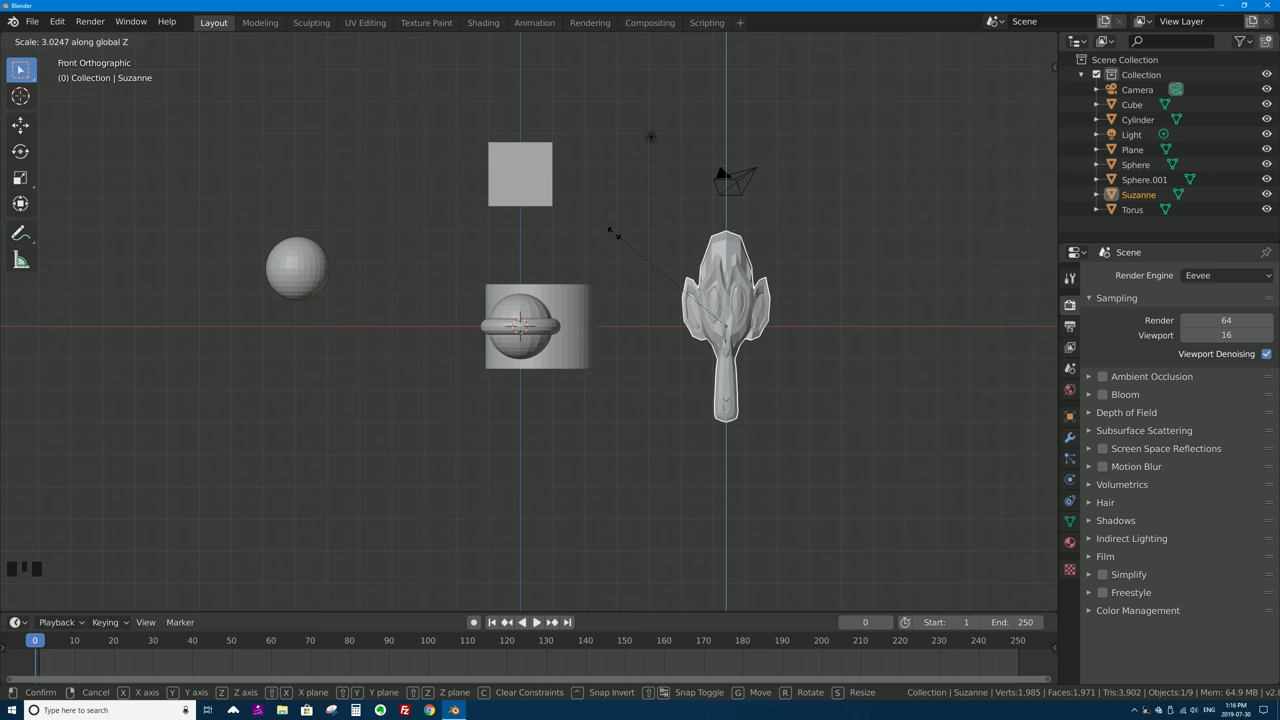 Blender
File Edit Render Window Help
Layout Modeling Sculpting UV Editing Texture Paint Shading Animation Rendering Compositing Scripting +
Scene
View Layer
Scale: 3.0247 along global Z
Front Orthographic
(0) Collection | Suzanne
Scene Collection
Collection
Camera
Cube
Cylinder
Light
Plane
Sphere
Sphere.001
Suzanne
Torus
Scene
Render Engine Eevee
Sampling
Render 64
Viewport 16
Viewport Denoising
Ambient Occlusion
Bloom
Depth of Field
Subsurface Scattering
Screen Space Reflections
Motion Blur
Volumetrics
Hair
Shadows
Indirect Lighting
Film
Simplify
Freestyle
Color Management
Playback Keying View Marker
0 Start: 1 End: 250
0 10 20 30 40 50 60 70 80 90 100 110 120 130 140 150 160 170 180 190 200 210 220 230 240 250
Confirm Cancel X X axis Y Y axis Z Z axis X X plane Y Y plane Z Z plane C Clear Constraints Snap Invert Snap Toggle G Move R Rotate S Resize
Collection | Suzanne | Verts:1,985 | Faces:1,971 | Tris:3,902 | Objects:1/9 | Mem: 64.9 MB | v2.8
Type here to search
ENG
1:16 PM
2019-07-30